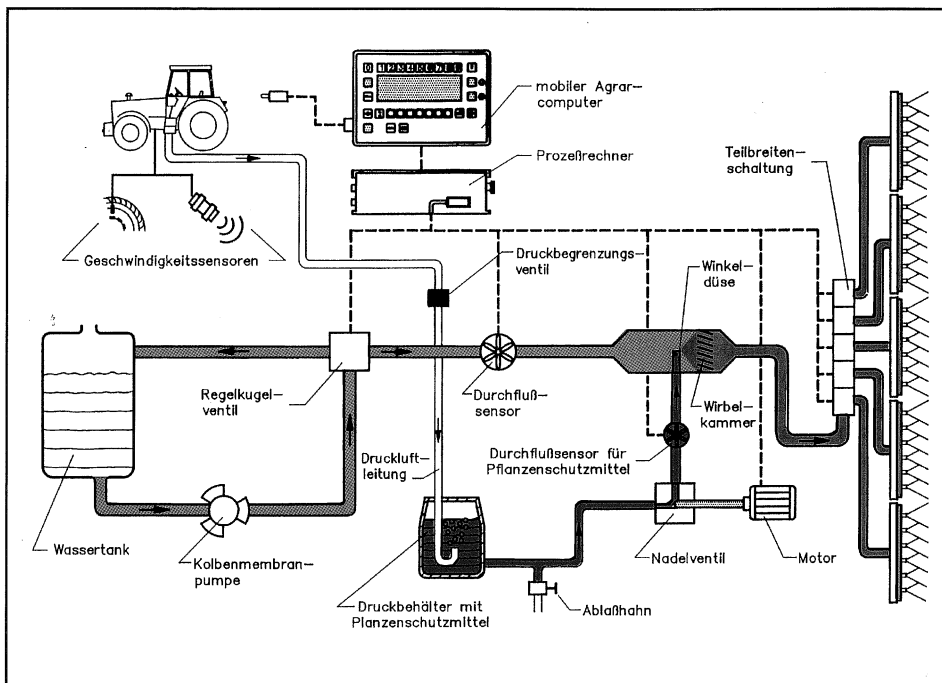 mobiler Agrar-
computer
Prozeßrechner
Teilbreiten-
schaltung
Geschwindigkeitssensoren
Druckbegrenzungs-
ventil
Winkel-
düse
Regelkugel-
ventil
Durchfluß-
sensor
Wirbel-
kammer
Durchflußsensor für
Pflanzenschutzmittel
Druckluft-
leitung
Wassertank
Kolbenmembran-
pumpe
Nadelventil
Motor
Druckbehälter mit
Planzenschutzmittel
Ablaßhahn